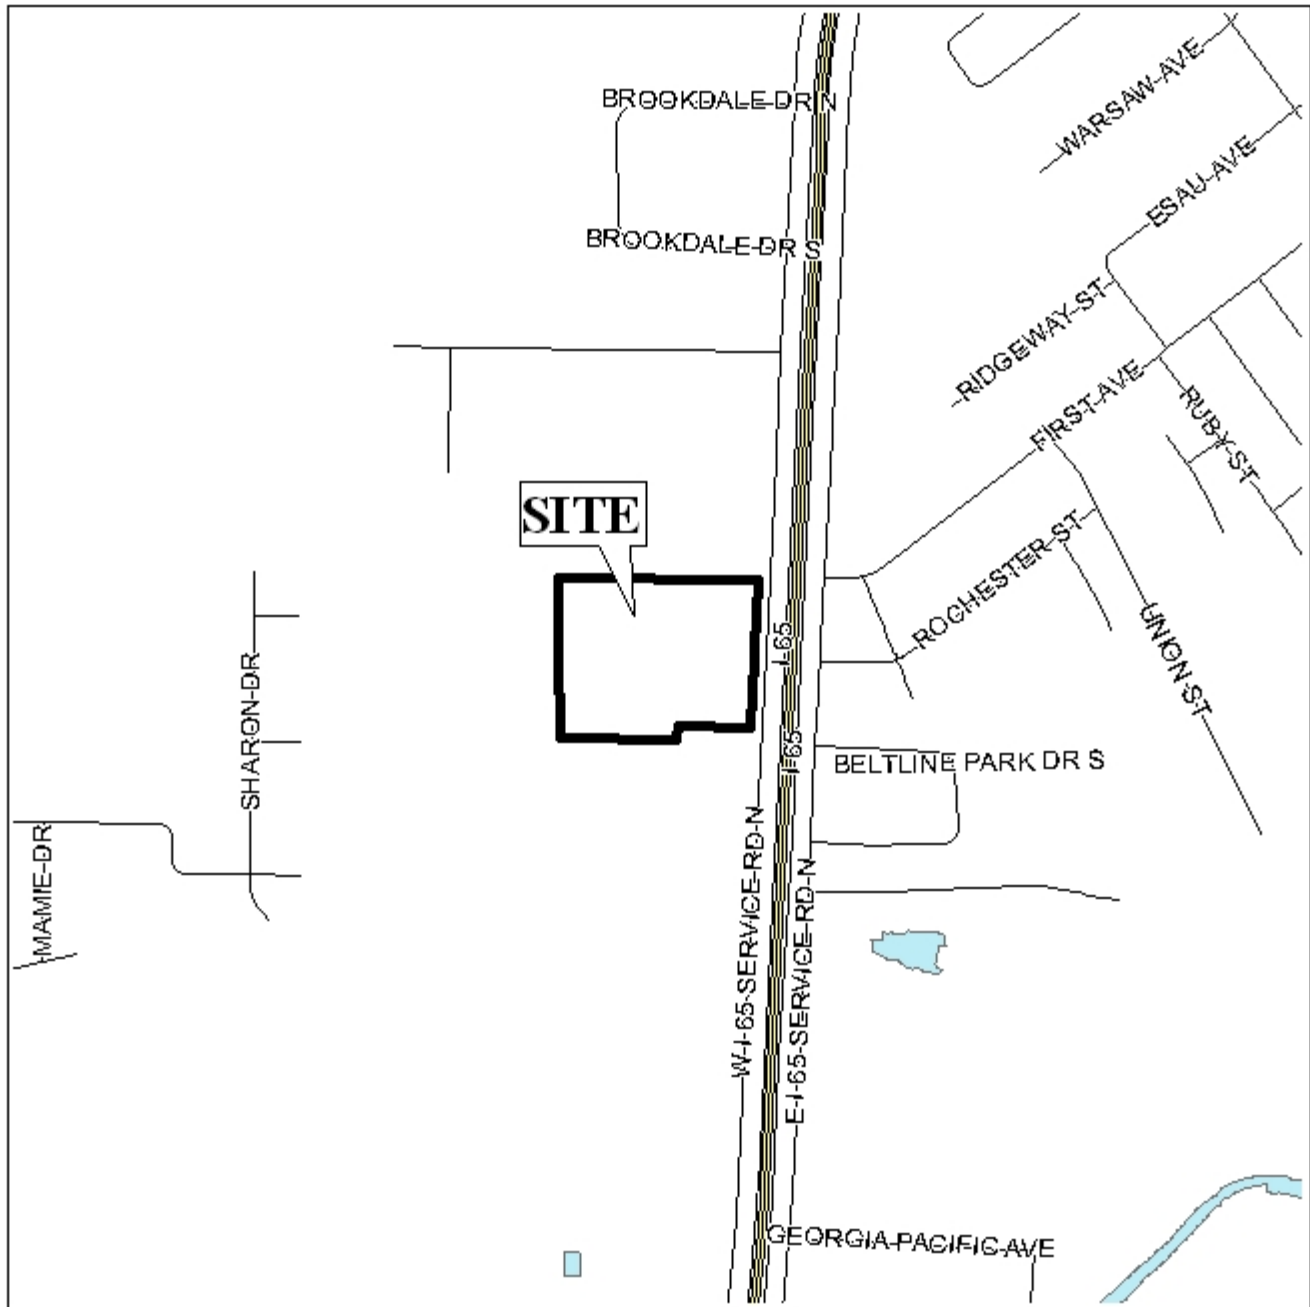 BROOKDALE DR N
WARSAW AVE
ESAU AVE
BROOKDALE DR S
RIDGEWAY ST
FIRST AVE
RUBY ST
SITE
ROCHESTER ST
I-65
UNION ST
SHARON DR
I-65
BELTLINE PARK DR S
MAMIE DR
W-I-65-SERVICE RD-N
E-I-65-SERVICE RD-N
GEORGIA-PACIFIC AVE